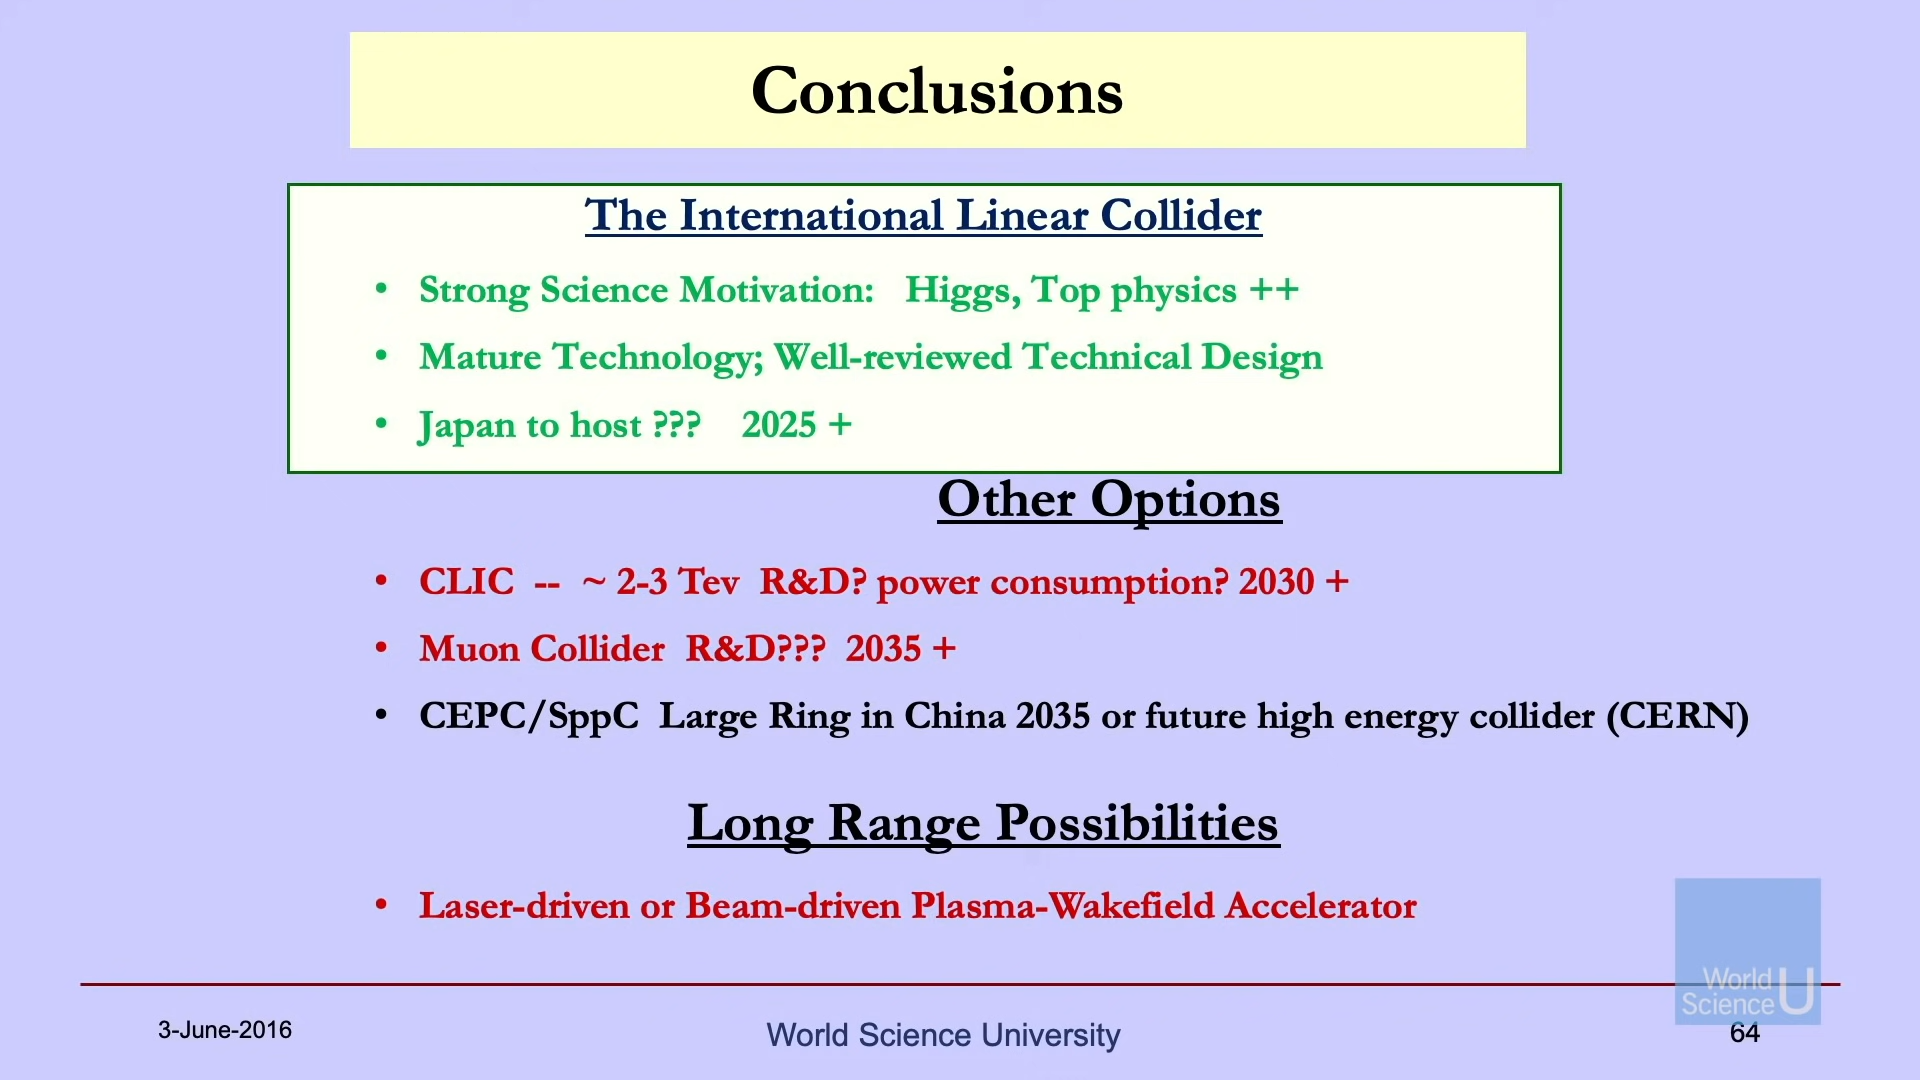 Conclusions
The International Linear Collider
• Strong Science Motivation: Higgs, Top physics ++
• Mature Technology; Well-reviewed Technical Design
• Japan to host ??? 2025 +
Other Options
• CLIC -- ~ 2-3 Tev R&D? power consumption? 2030 +
• Muon Collider R&D??? 2035 +
• CEPC/SppC Large Ring in China 2035 or future high energy collider (CERN)
Long Range Possibilities
• Laser-driven or Beam-driven Plasma-Wakefield Accelerator
World
Science U
3-June-2016
World Science University
64